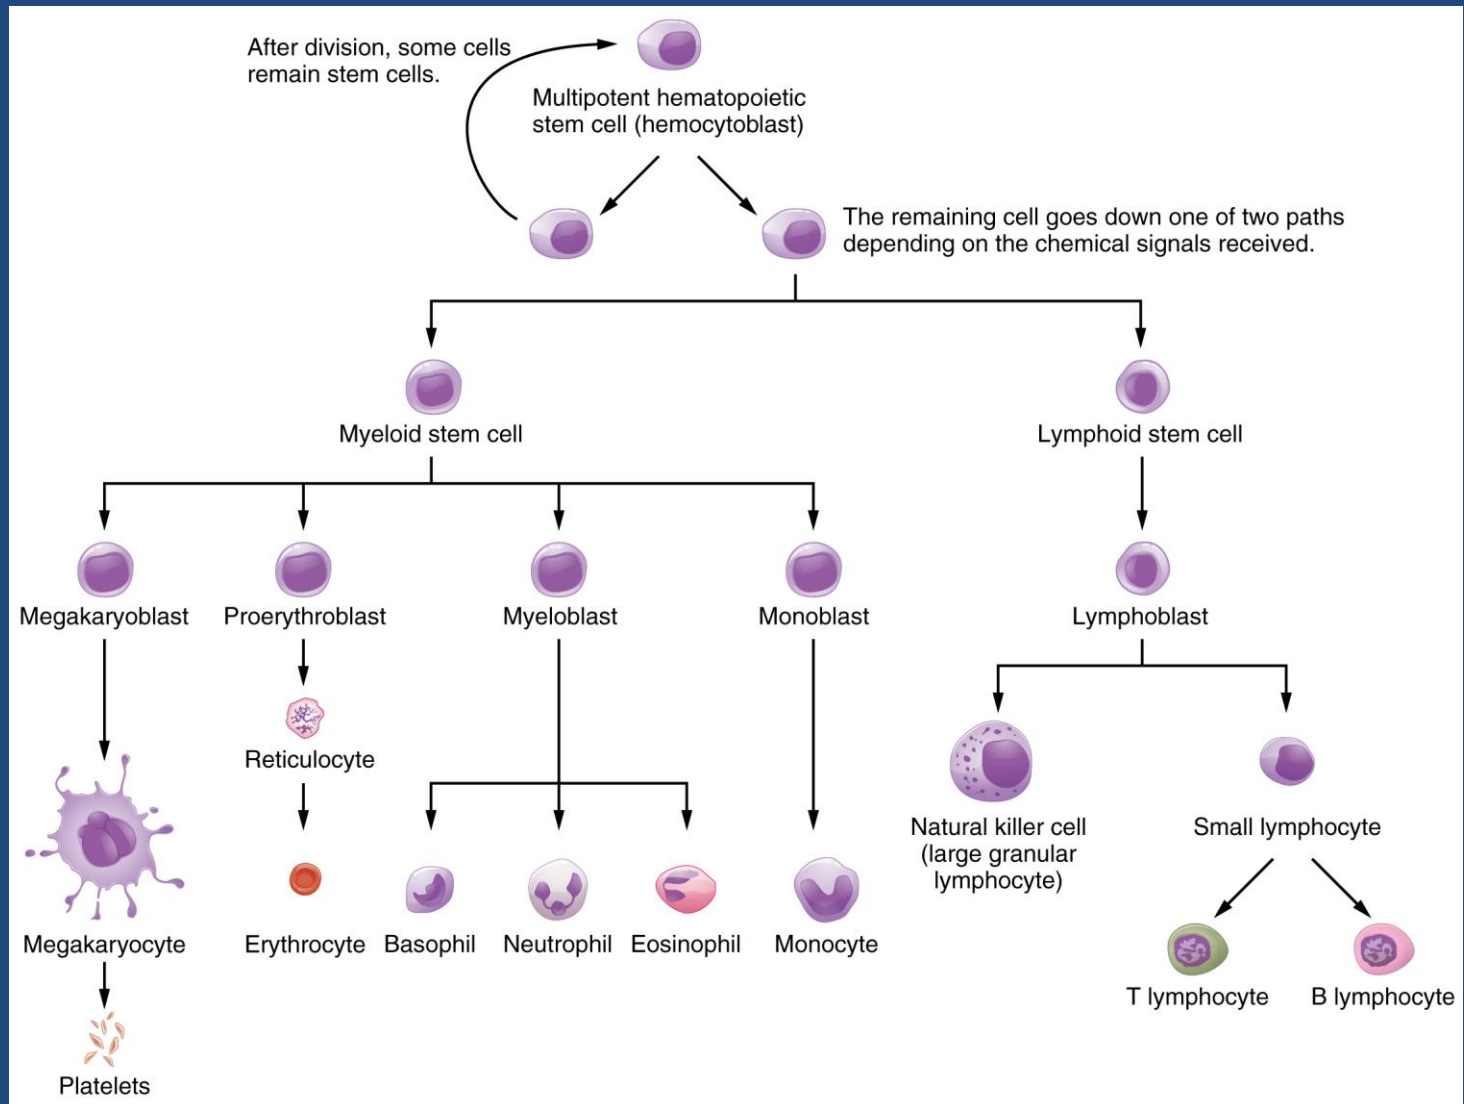 After division, some cells
remain stem cells.
Multipotent hematopoietic
stem cell (hemocytoblast)
The remaining cell goes down one of two paths
depending on the chemical signals received.
Myeloid stem cell
Lymphoid stem cell
Megakaryoblast
Proerythroblast
Myeloblast
Monoblast
Lymphoblast
Reticulocyte
Natural killer cell
(large granular
lymphocyte)
Small lymphocyte
Megakaryocyte
Erythrocyte
Basophil
Neutrophil
Eosinophil
Monocyte
T lymphocyte
B lymphocyte
Platelets